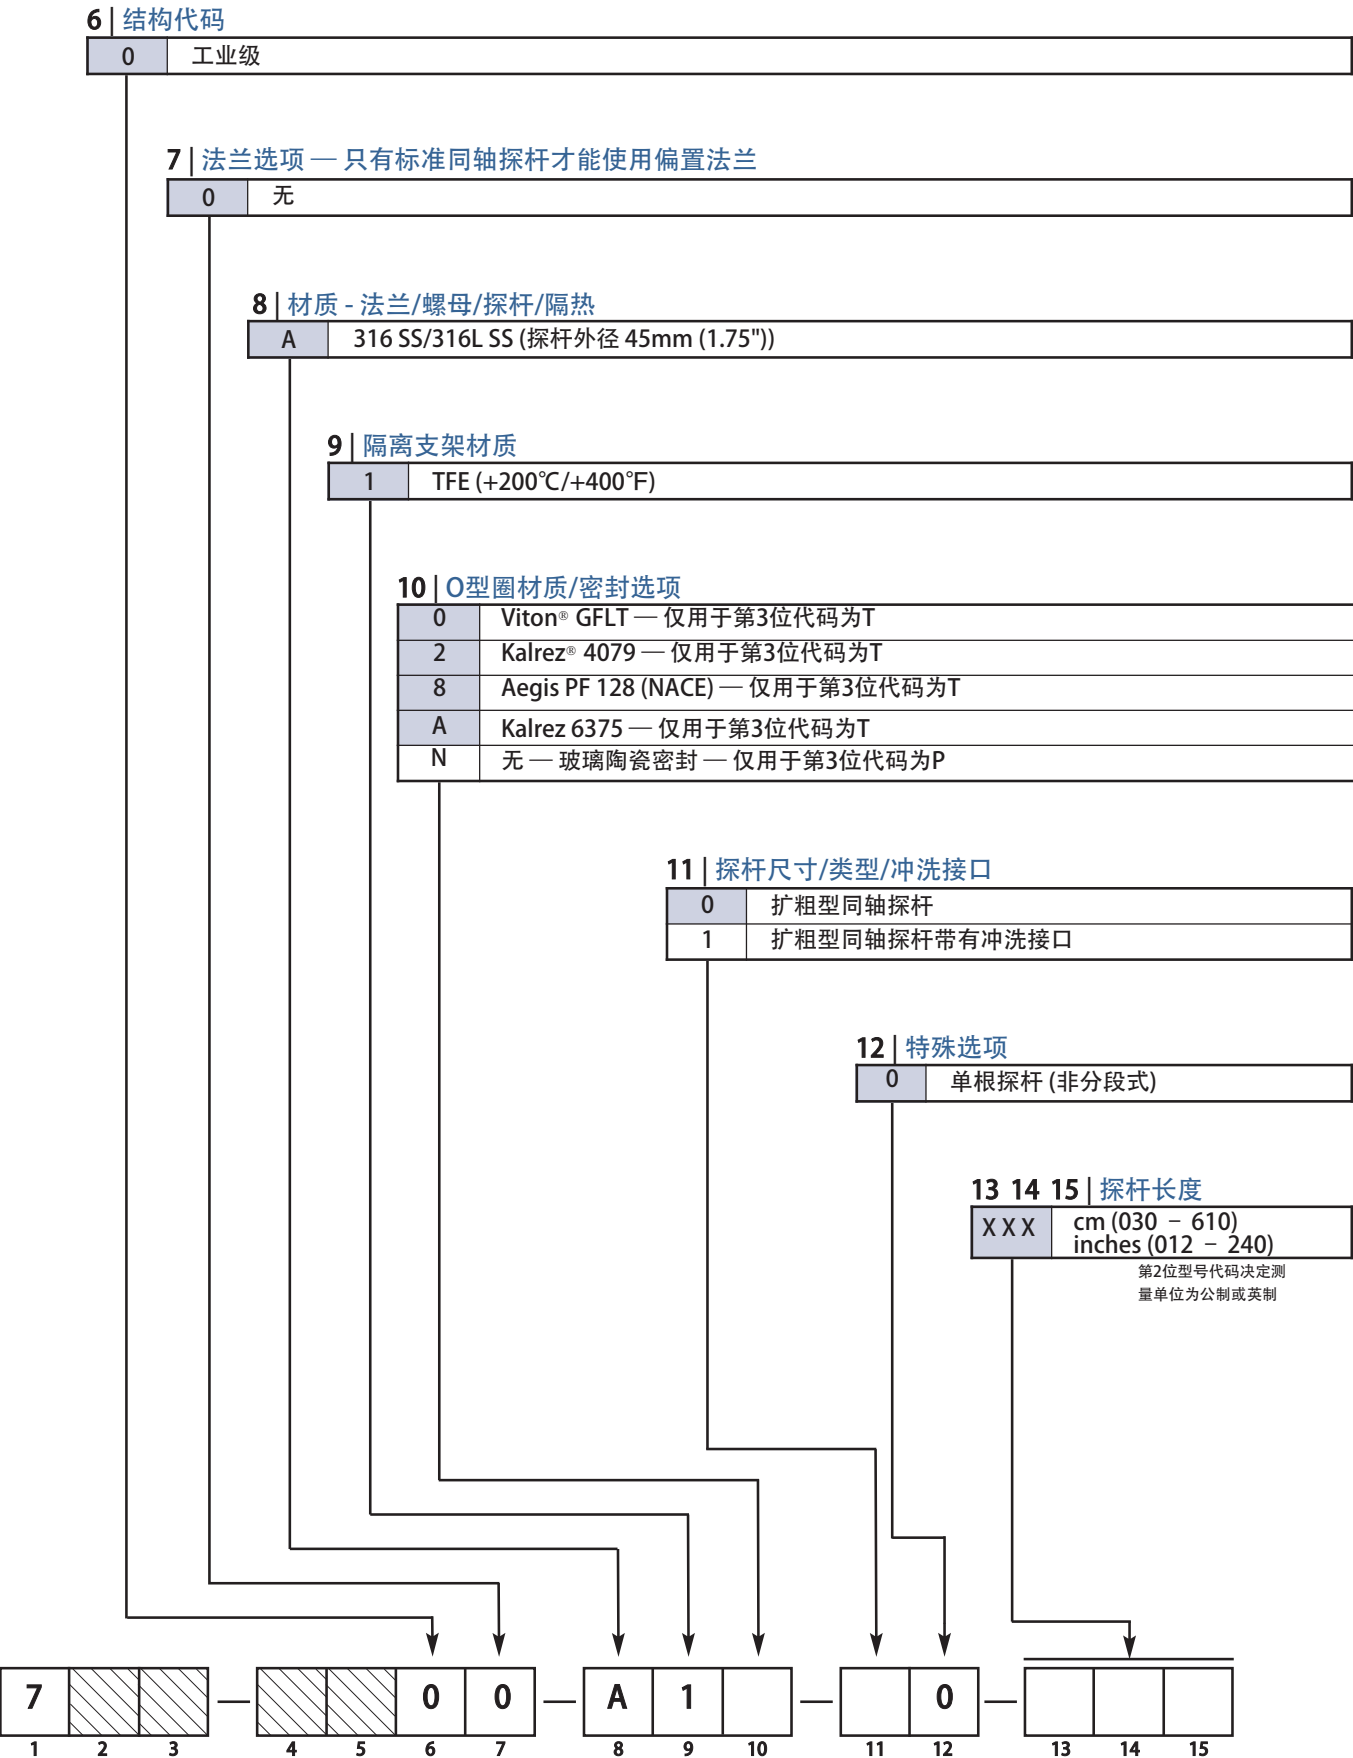 6 | 结构代码
0 工业级
7 | 法兰选项 — 只有标准同轴探杆才能使用偏置法兰
0 无
8 | 材质 - 法兰/螺母/探杆/隔热
A 316 SS/316L SS (探杆外径 45mm (1.75"))
9 | 隔离支架材质
1 TFE (+200℃/+400℉)
10 | O型圈材质/密封选项
0 Viton® GFLT — 仅用于第3位代码为T
2 Kalrez® 4079 — 仅用于第3位代码为T
8 Aegis PF 128 (NACE) — 仅用于第3位代码为T
A Kalrez 6375 — 仅用于第3位代码为T
N 无 — 玻璃陶瓷密封 — 仅用于第3位代码为P
11 | 探杆尺寸/类型/冲洗接口
0 扩粗型同轴探杆
1 扩粗型同轴探杆带有冲洗接口
12 | 特殊选项
0 单根探杆 (非分段式)
13 14 15 | 探杆长度
X X X cm (030 – 610)
inches (012 – 240)
第2位型号代码决定测
量单位为公制或英制
7 — 0 0 — A 1 — 0 —
1 2 3 4 5 6 7 8 9 10 11 12 13 14 15